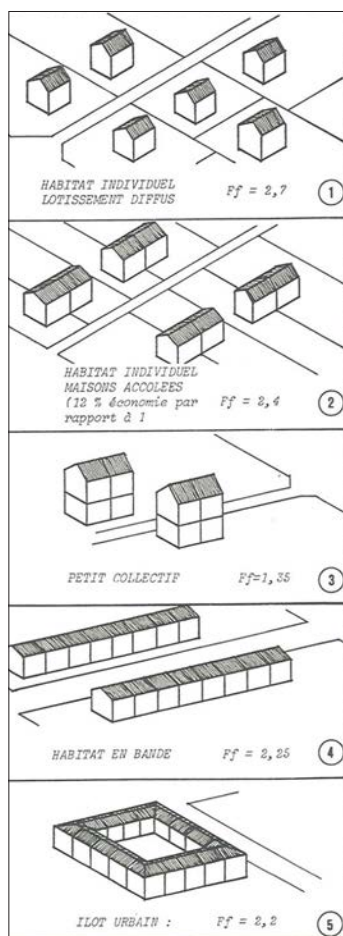 HABITAT INDIVIDUEL
LOTISSEMENT DIFFUS
Ff = 2,7
1
HABITAT INDIVIDUEL
MAISONS ACCOLEES
(12 % économie par
rapport à 1
Ff = 2,4
2
PETIT COLLECTIF
Ff=1,35
3
HABITAT EN BANDE
Ff = 2,25
4
ILOT URBAIN :
Ff = 2,2
5